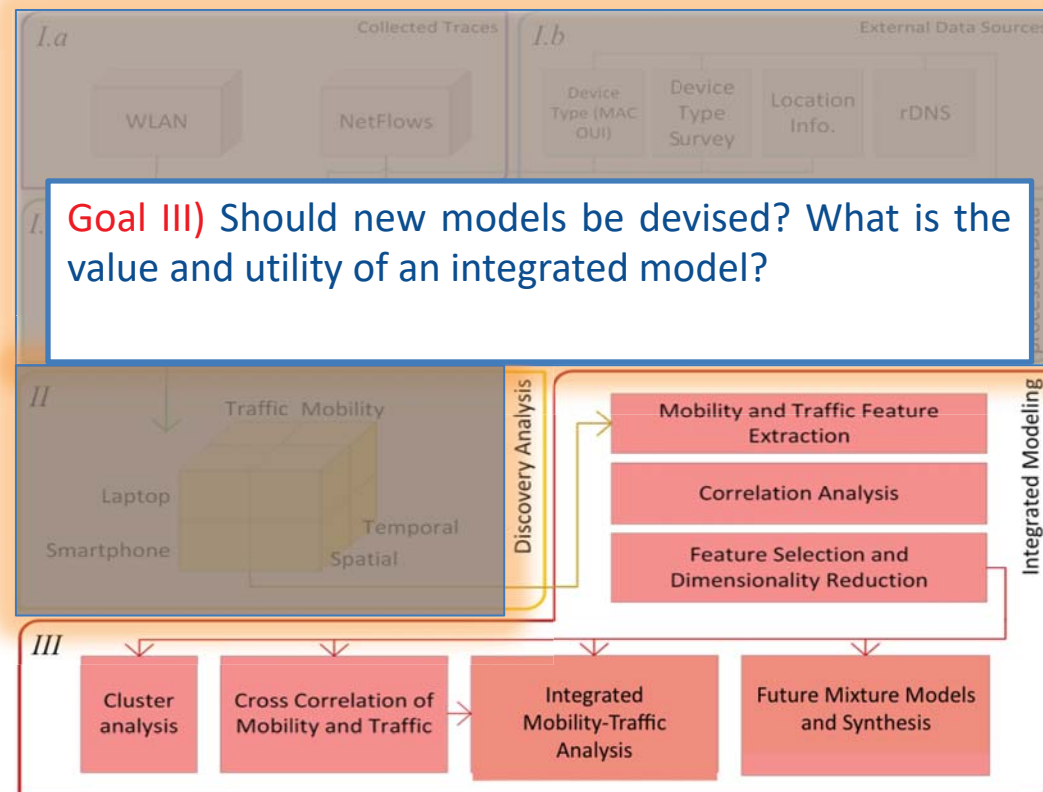 I.a
Collected Traces
WLAN
NetFlows
I.b
External Data Sources
Device
Type (MAC
OUI)
Device
Type
Survey
Location
Info.
rDNS
Goal III) Should new models be devised? What is the
value and utility of an integrated model?
II
Traffic Mobility
Laptop
Smartphone
Temporal
Spatial
Discovery Analysis
Mobility and Traffic Feature
Extraction
Correlation Analysis
Feature Selection and
Dimensionality Reduction
Integrated Modeling
III
Cluster
analysis
Cross Correlation of
Mobility and Traffic
Integrated
Mobility-Traffic
Analysis
Future Mixture Models
and Synthesis